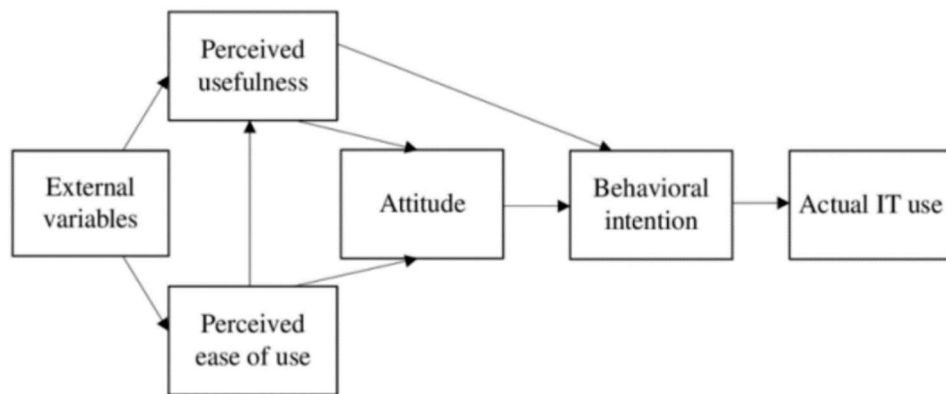 Perceived
usefulness
External
variables
Attitude
Behavioral
intention
Actual IT use
Perceived
ease of use